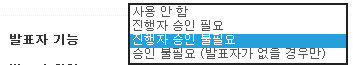 사용 안 함
진행자 승인 필요
발표자 기능
진행자 승인 불필요
승인 불필요 (발표자가 없을 경우만)